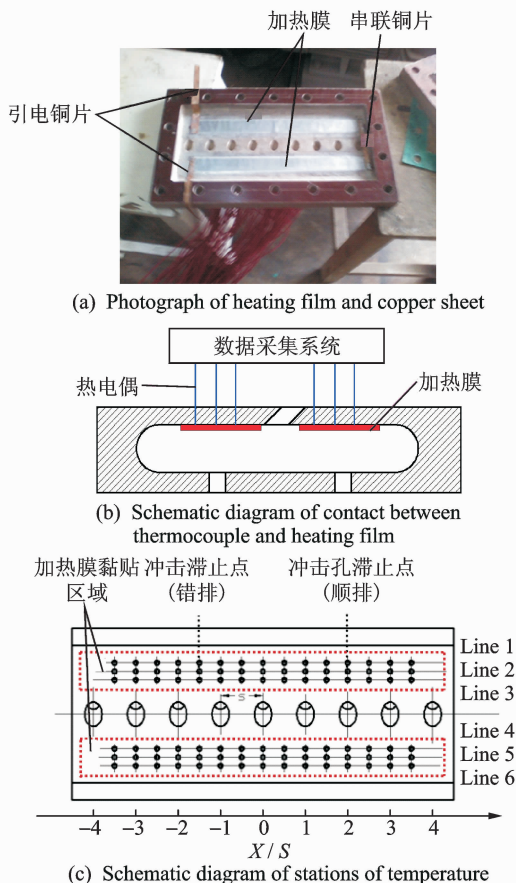 加热膜 串联铜片
引电铜片
(a) Photograph of heating film and copper sheet
数据采集系统
热电偶
加热膜
(b) Schematic diagram of contact between
thermocouple and heating film
加热膜黏贴 冲击滞止点 冲击孔滞止点
区域 (错排) (顺排)
Line 1
Line 2
Line 3
S
Line 4
Line 5
Line 6
−4 −3 −2 −1 0 1 2 3 4
X / S
(c) Schematic diagram of stations of temperature